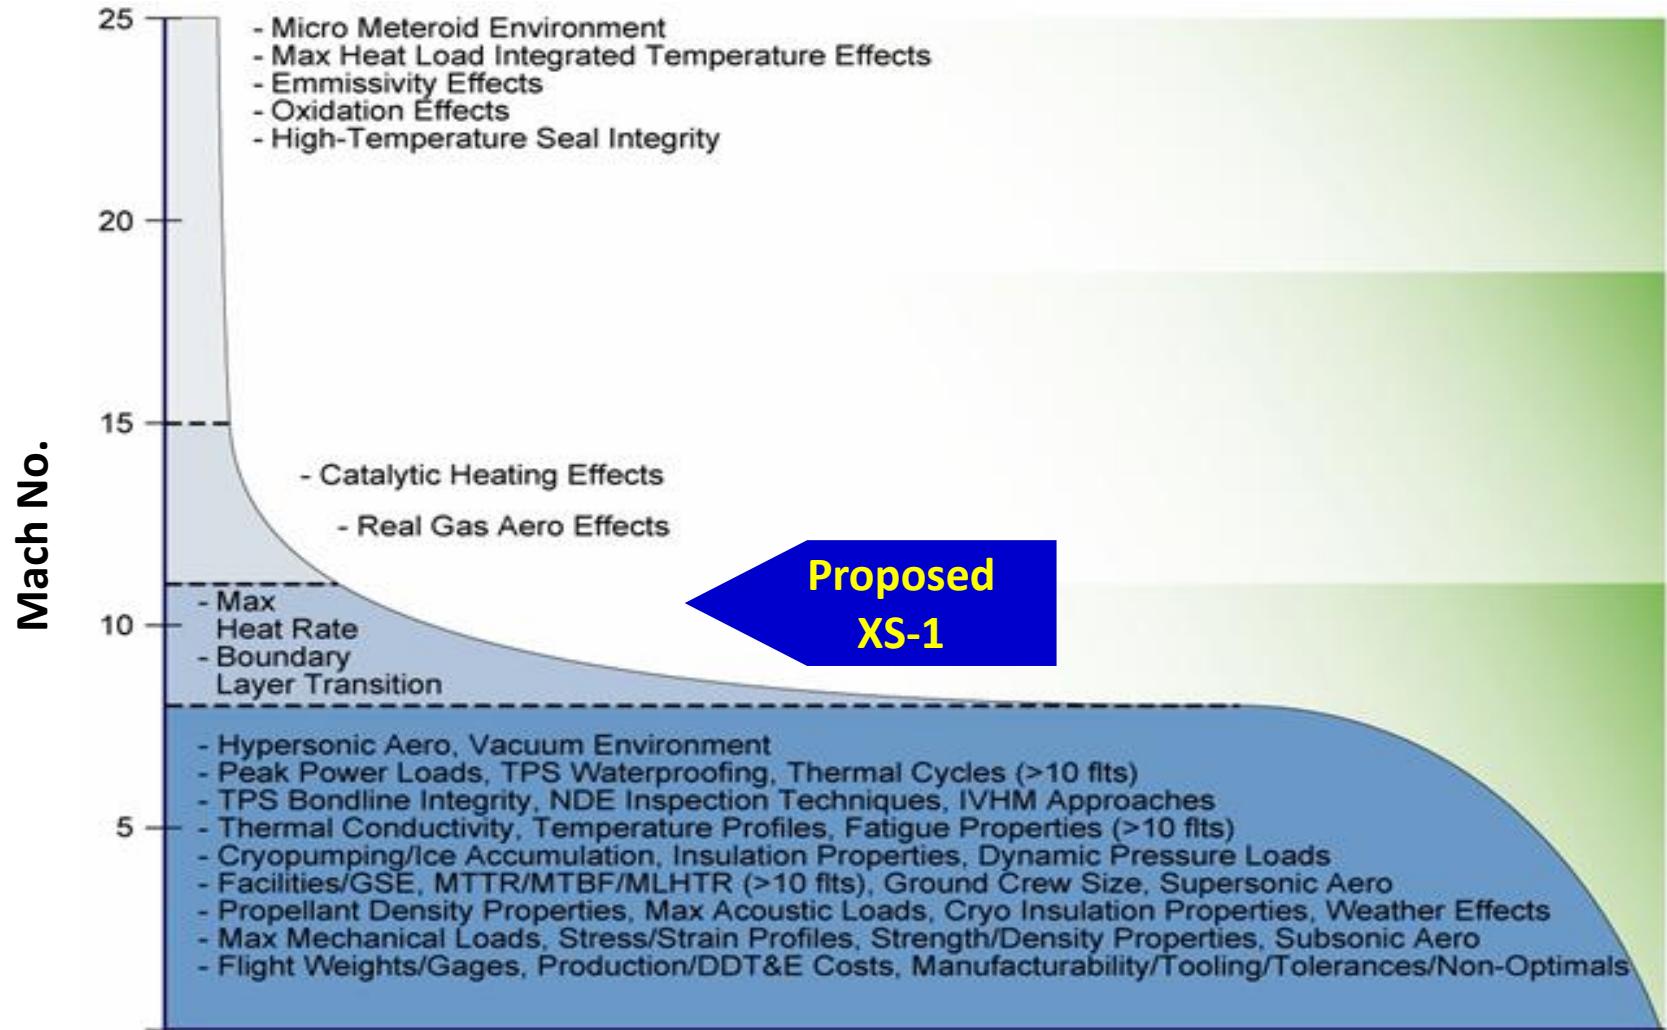 25
- Micro Meteroid Environment
- Max Heat Load Integrated Temperature Effects
- Emmissivity Effects
- Oxidation Effects
- High-Temperature Seal Integrity
20
15
Mach No.
- Catalytic Heating Effects
- Real Gas Aero Effects
Proposed
XS-1
- Max
Heat Rate
10
- Boundary
Layer Transition
- Hypersonic Aero, Vacuum Environment
- Peak Power Loads, TPS Waterproofing, Thermal Cycles (>10 flts)
- TPS Bondline Integrity, NDE Inspection Techniques, IVHM Approaches
5
- Thermal Conductivity, Temperature Profiles, Fatigue Properties (>10 flts)
- Cryopumping/Ice Accumulation, Insulation Properties, Dynamic Pressure Loads
- Facilities/GSE, MTTR/MTBF/MLHTR (>10 flts), Ground Crew Size, Supersonic Aero
- Propellant Density Properties, Max Acoustic Loads, Cryo Insulation Properties, Weather Effects
- Max Mechanical Loads, Stress/Strain Profiles, Strength/Density Properties, Subsonic Aero
- Flight Weights/Gages, Production/DDT&E Costs, Manufacturability/Tooling/Tolerances/Non-Optimals